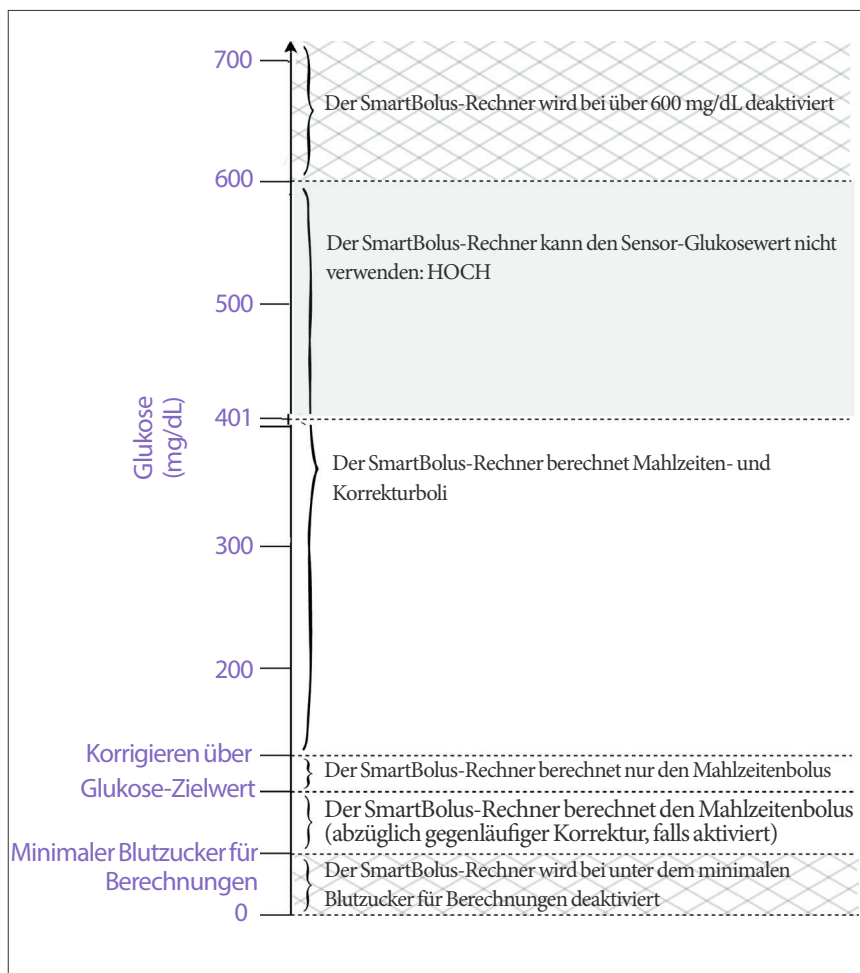 700
Der SmartBolus-Rechner wird bei über 600 mg/dL deaktiviert
600
Der SmartBolus-Rechner kann den Sensor-Glukosewert nicht
verwenden: HOCH
500
Glukose
(mg/dL)
401
Der SmartBolus-Rechner berechnet Mahlzeiten- und
Korrekturboli
300
200
Korrigieren über
Der SmartBolus-Rechner berechnet nur den Mahlzeitenbolus
Glukose-Zielwert
Der SmartBolus-Rechner berechnet den Mahlzeitenbolus
(abzüglich gegenläufiger Korrektur, falls aktiviert)
Minimaler Blutzucker für
Berechnungen
Der SmartBolus-Rechner wird bei unter dem minimalen
Blutzucker für Berechnungen deaktiviert
0